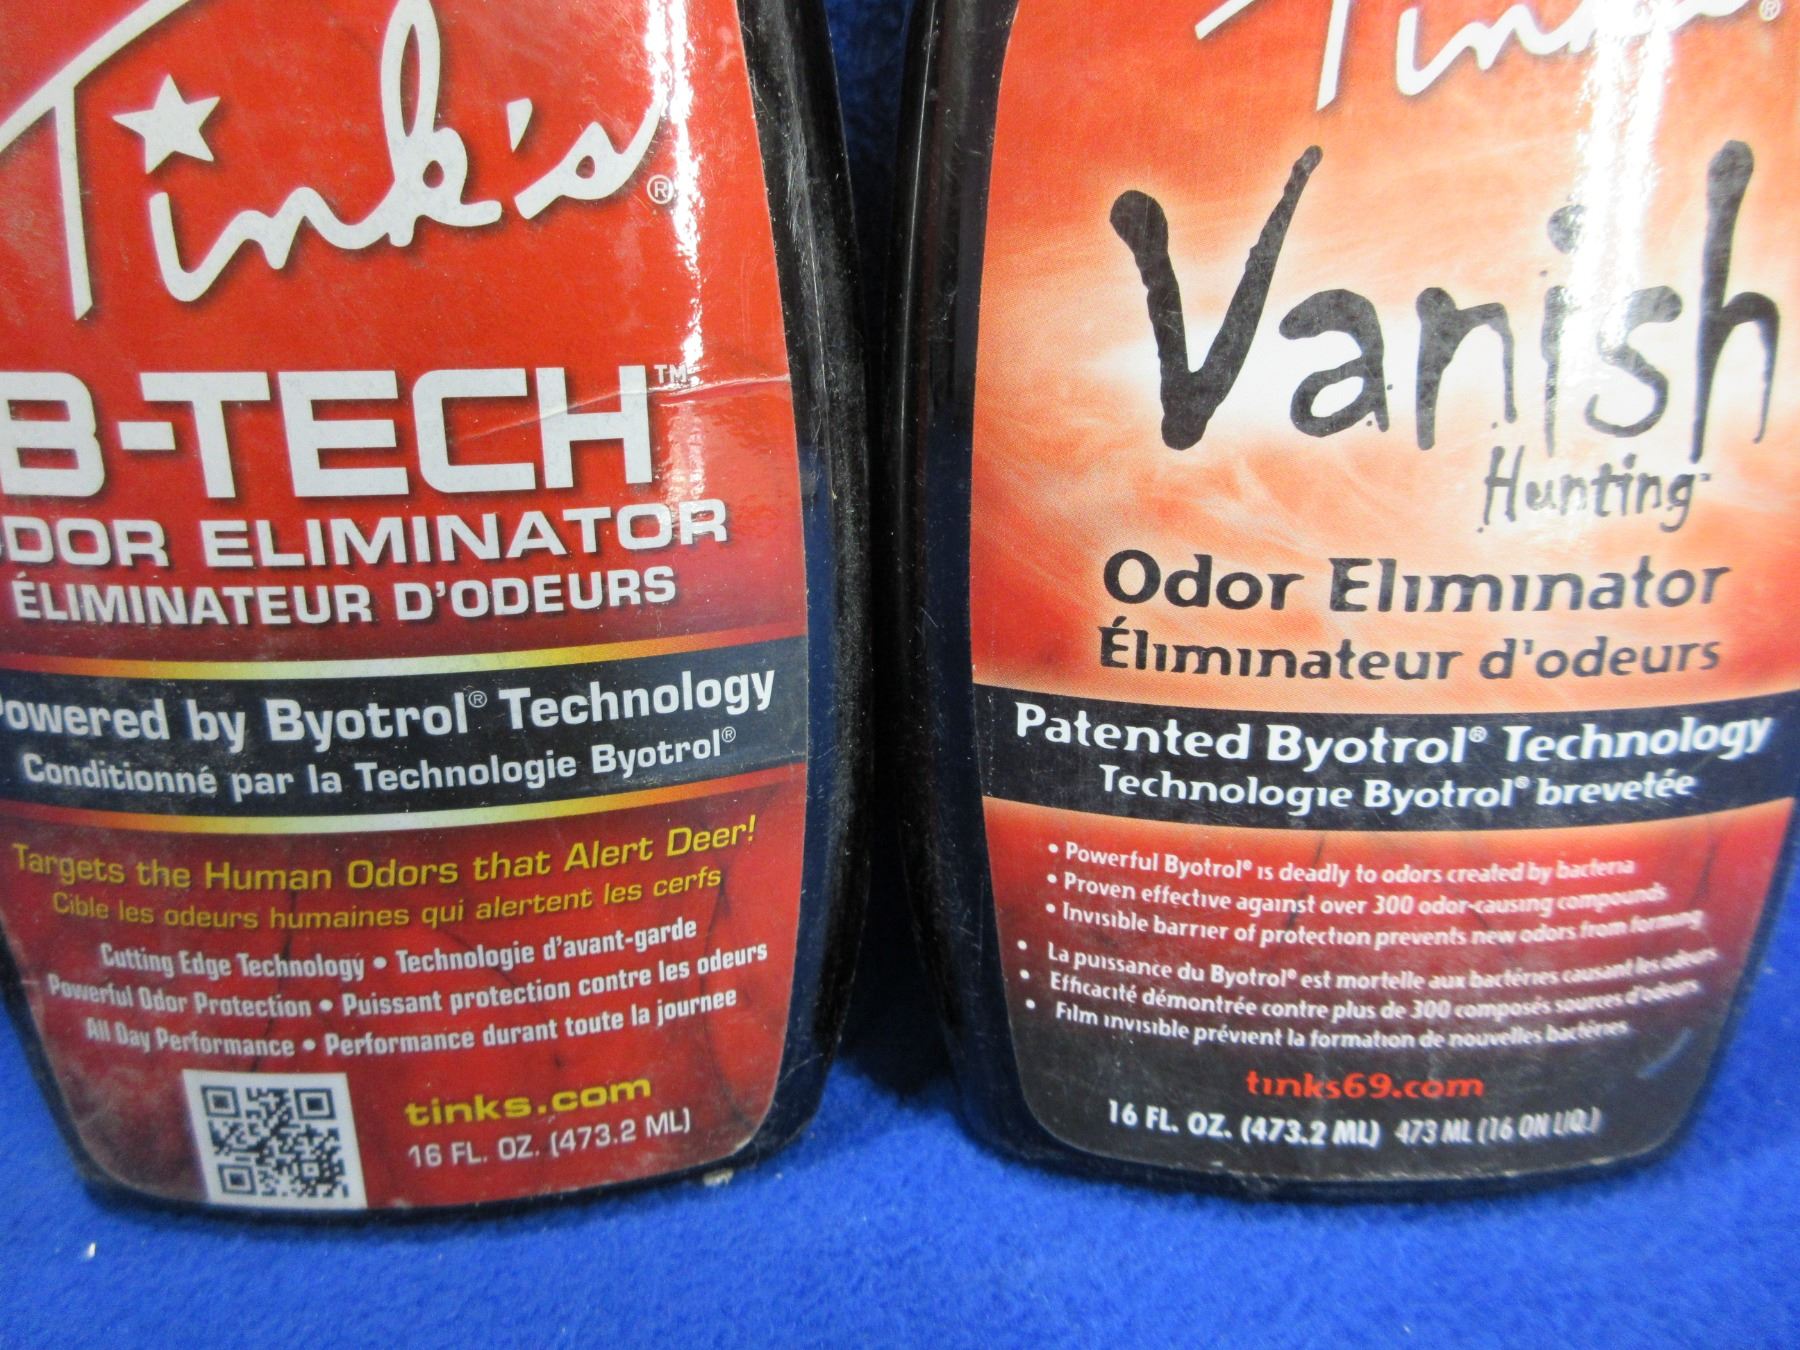 Tink's®
B-TECH™
ODOR ELIMINATOR
ÉLIMINATEUR D'ODEURS
Powered by Byotrol® Technology
Conditionné par la Technologie Byotrol®
Targets the Human Odors that Alert Deer!
Cible les odeurs humaines qui alertent les cerfs
Cutting Edge Technology • Technologie d'avant-garde
Powerful Odor Protection • Puissant protection contre les odeurs
All Day Performance • Performance durant toute la journee
tinks.com
16 FL. OZ. (473.2 ML)
Tink's®
Vanish
Hunting™
Odor Eliminator
Éliminateur d'odeurs
Patented Byotrol® Technology
Technologie Byotrol® brevetée
• Powerful Byotrol® is deadly to odors created by bacteria
• Proven effective against over 300 odor-causing compounds
• Invisible barrier of protection prevents new odors from forming
• La puissance du Byotrol® est mortelle aux bactéries causant les odeurs
• Efficacité démontrée contre plus de 300 composés sources d'odeurs
• Film invisible prévient la formation de nouvelles bactéries
tinks69.com
16 FL. OZ. (473.2 ML) 473 ML (16 ON LIQ.)